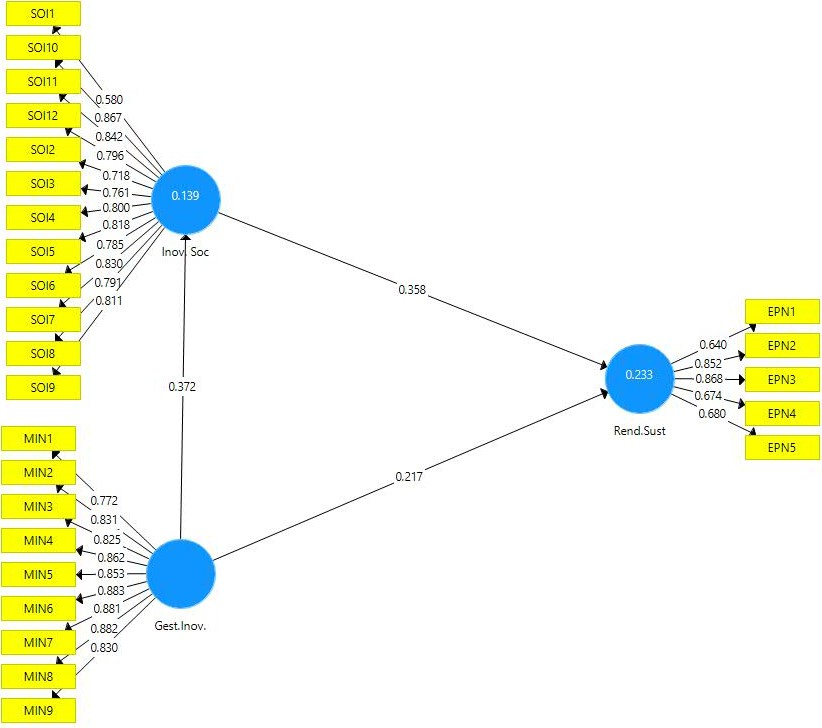 SOI1
SOI10
SOI11
SOI12
SOI2
SOI3
SOI4
SOI5
SOI6
SOI7
SOI8
SOI9
0.580
0.867
0.842
0.796
0.718
0.761
0.800
0.818
0.785
0.830
0.791
0.811
0.139
Inov. Soc
0.358
0.372
0.217
MIN1
MIN2
MIN3
MIN4
MIN5
MIN6
MIN7
MIN8
MIN9
0.772
0.831
0.825
0.862
0.853
0.883
0.881
0.882
0.830
Gest.Inov.
0.233
Rend.Sust
0.640
0.852
0.868
0.674
0.680
EPN1
EPN2
EPN3
EPN4
EPN5